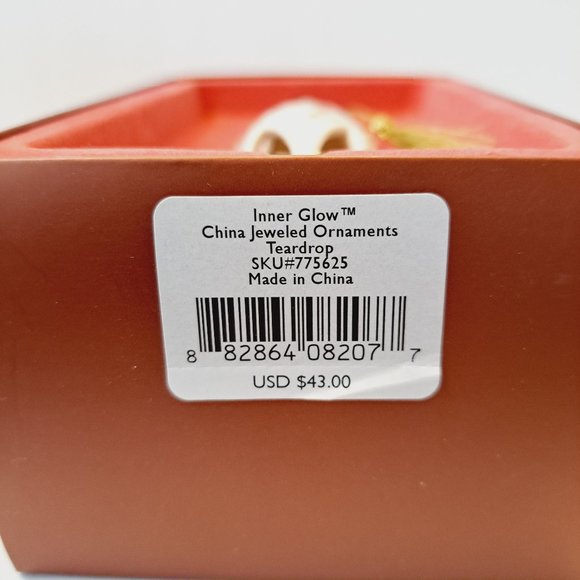 Inner Glow™
China Jeweled Ornaments
Teardrop
SKU#775625
Made in China
8 82864 08207 7
USD $43.00